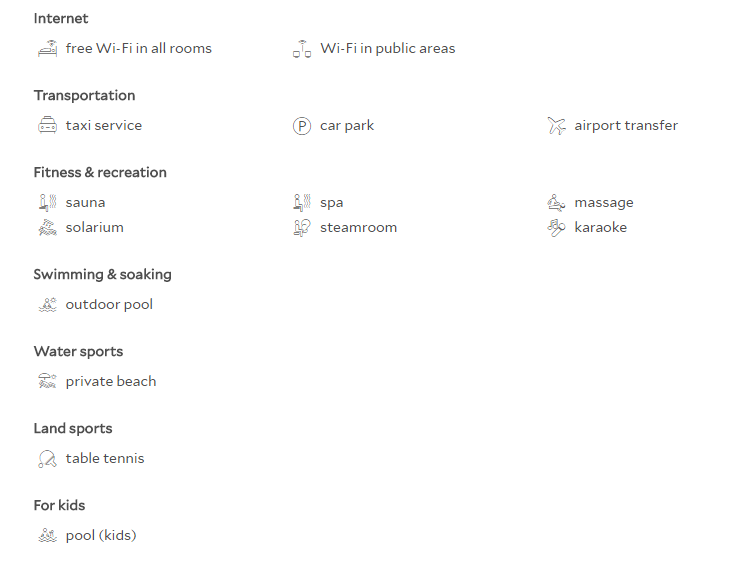 Internet
free Wi-Fi in all rooms Wi-Fi in public areas
Transportation
taxi service P car park airport transfer
Fitness & recreation
sauna spa massage
solarium steamroom karaoke
Swimming & soaking
outdoor pool
Water sports
private beach
Land sports
table tennis
For kids
pool (kids)